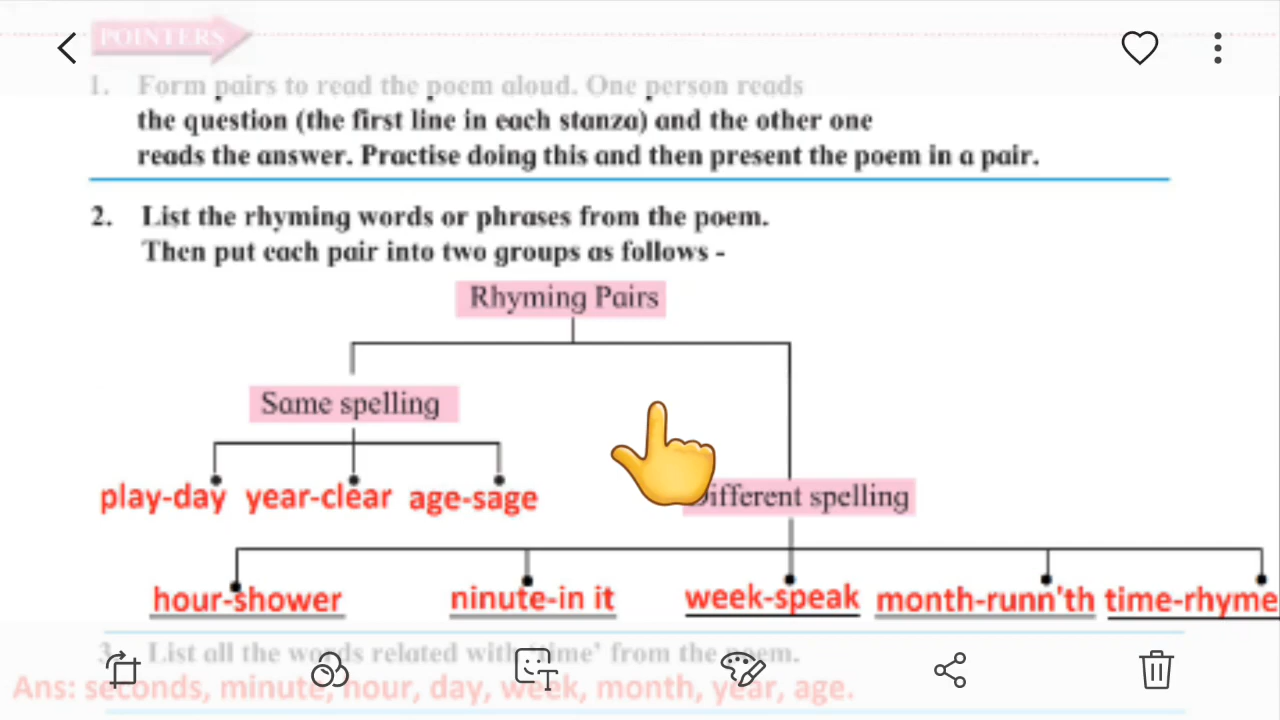 POINTERS
1. Form pairs to read the poem aloud. One person reads
the question (the first line in each stanza) and the other one
reads the answer. Practise doing this and then present the poem in a pair.
2. List the rhyming words or phrases from the poem.
Then put each pair into two groups as follows -
Rhyming Pairs
Same spelling
play-day year-clear age-sage
Different spelling
hour-shower ninute-in it week-speak month-runn'th time-rhyme
3. List all the words related with 'time' from the poem.
Ans: seconds, minute, hour, day, week, month, year, age.